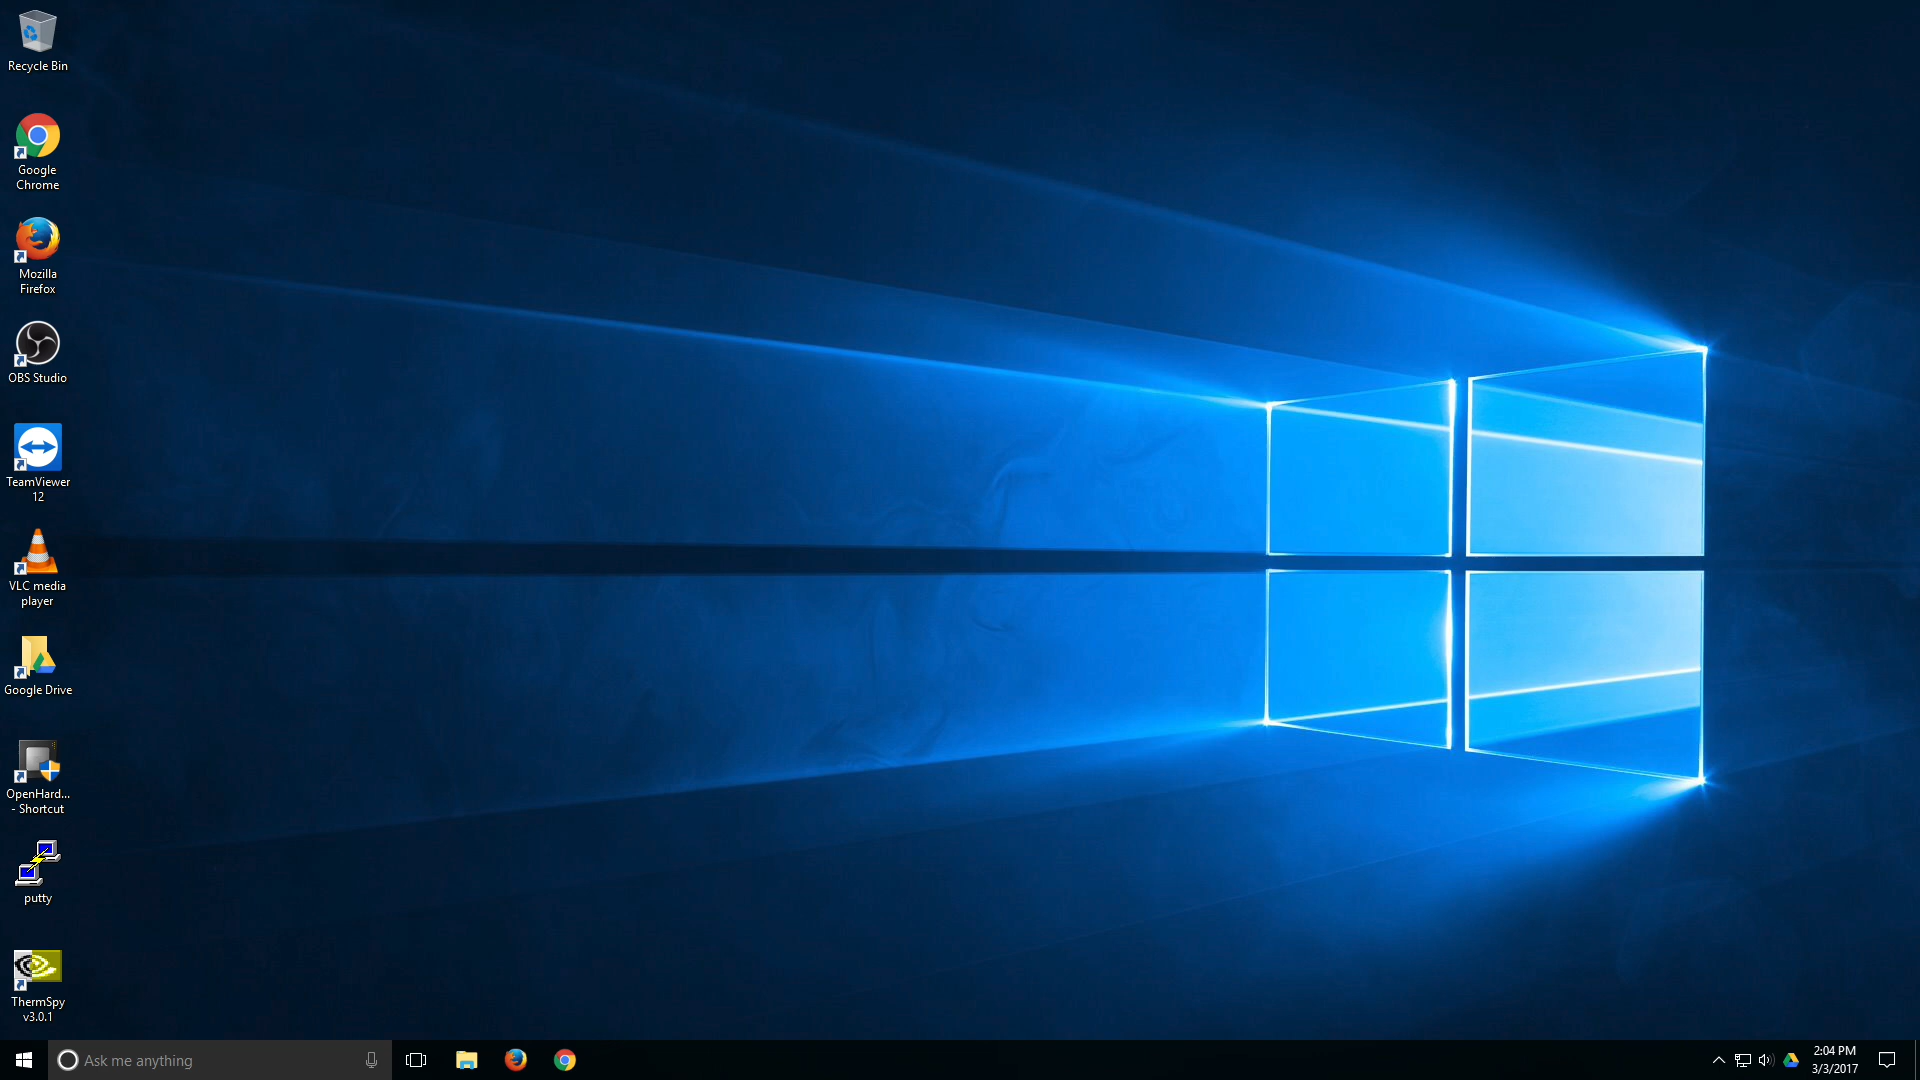 Recycle Bin
Google
Chrome
Mozilla
Firefox
OBS Studio
TeamViewer
12
VLC media
player
Google Drive
OpenHard...
- Shortcut
putty
ThermSpy
v3.0.1
Ask me anything
2:04 PM
3/3/2017